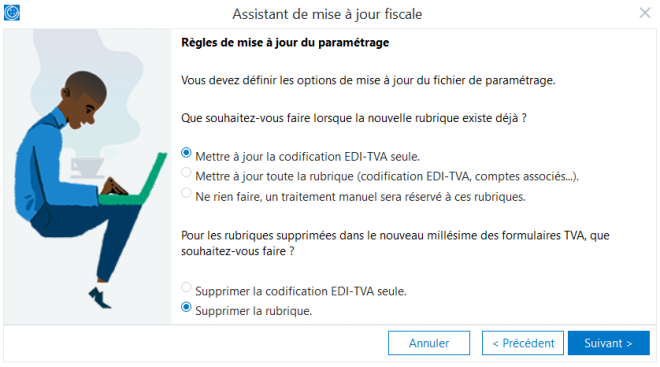 Assistant de mise à jour fiscale
Règles de mise à jour du paramétrage
Vous devez définir les options de mise à jour du fichier de paramétrage.
Que souhaitez-vous faire lorsque la nouvelle rubrique existe déjà ?
Mettre à jour la codification EDI-TVA seule.
Mettre à jour toute la rubrique (codification EDI-TVA, comptes associés...).
Ne rien faire, un traitement manuel sera réservé à ces rubriques.
Pour les rubriques supprimées dans le nouveau millésime des formulaires TVA, que
souhaitez-vous faire ?
Supprimer la codification EDI-TVA seule.
Supprimer la rubrique.
Annuler
< Précédent
Suivant >